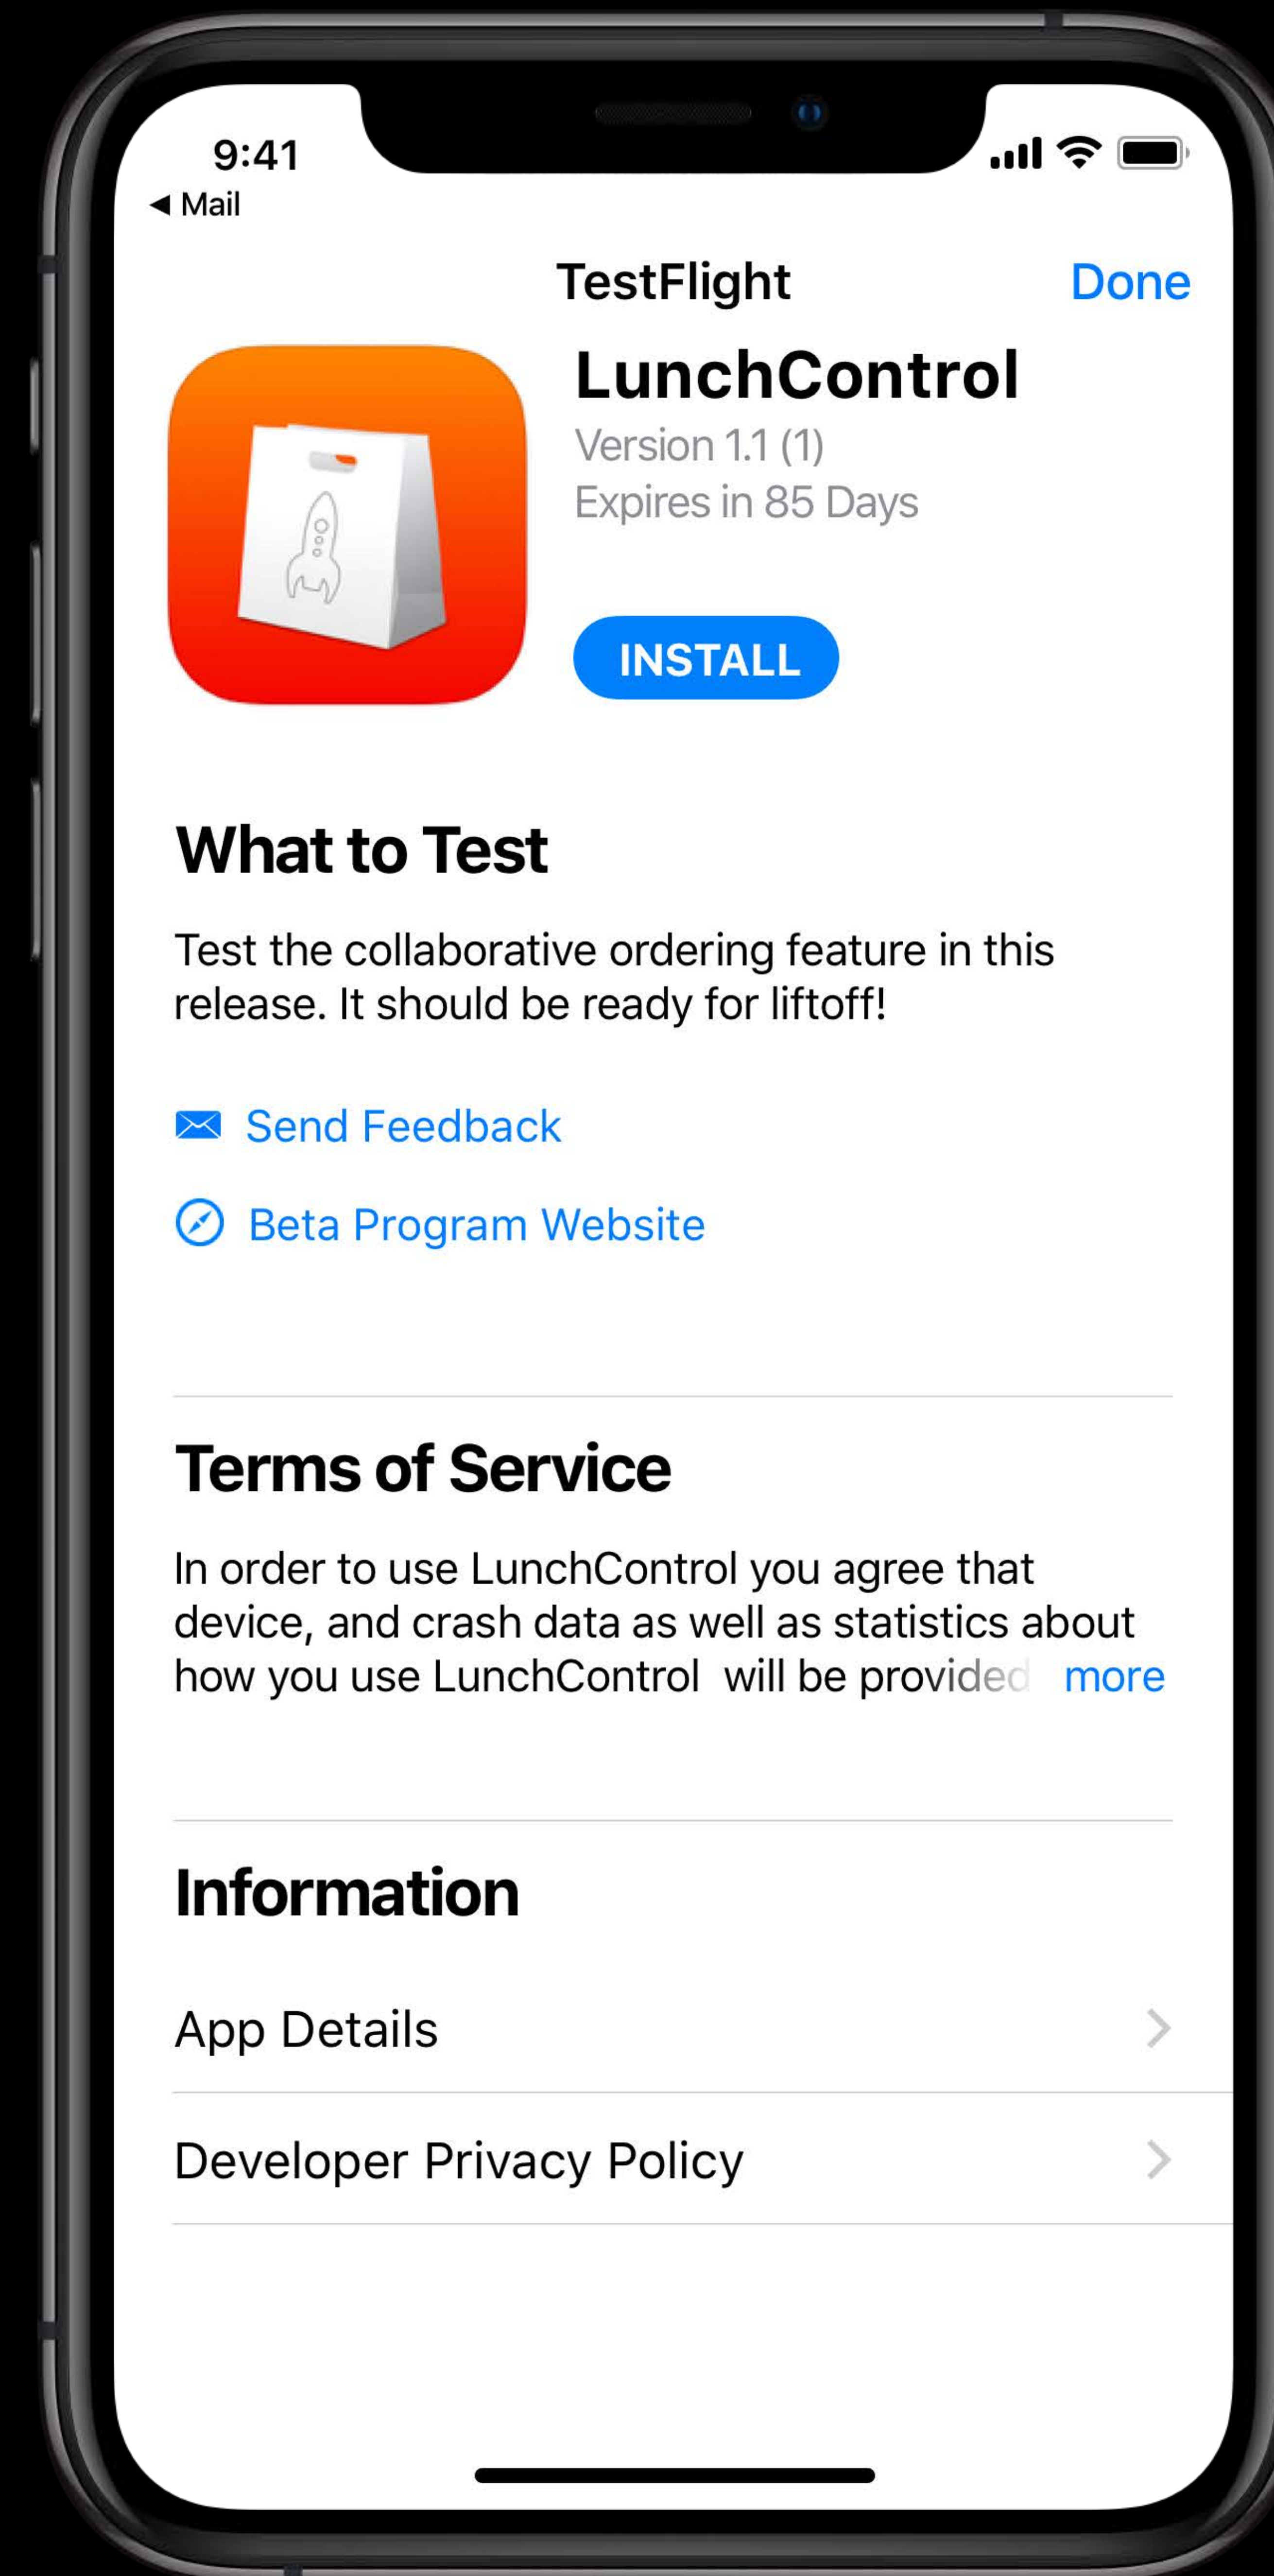 9:41
◀ Mail
TestFlight
Done
LunchControl
Version 1.1 (1)
Expires in 85 Days
INSTALL
What to Test
Test the collaborative ordering feature in this
release. It should be ready for liftoff!
Send Feedback
Beta Program Website
Terms of Service
In order to use LunchControl you agree that
device, and crash data as well as statistics about
how you use LunchControl will be provided more
Information
App Details
Developer Privacy Policy